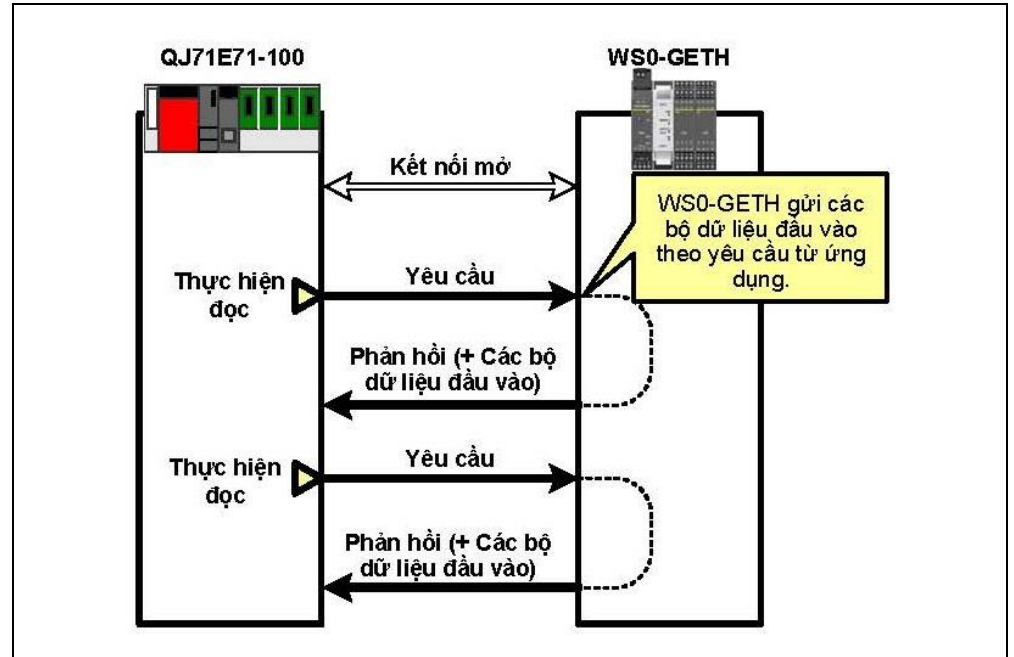 QJ71E71-100
WS0-GETH
Kết nối mở
WS0-GETH gửi các
bộ dữ liệu đầu vào
theo yêu cầu từ ứng
dụng.
Thực hiện
đọc
Yêu cầu
Phản hồi (+ Các bộ
dữ liệu đầu vào)
Thực hiện
đọc
Yêu cầu
Phản hồi (+ Các bộ
dữ liệu đầu vào)